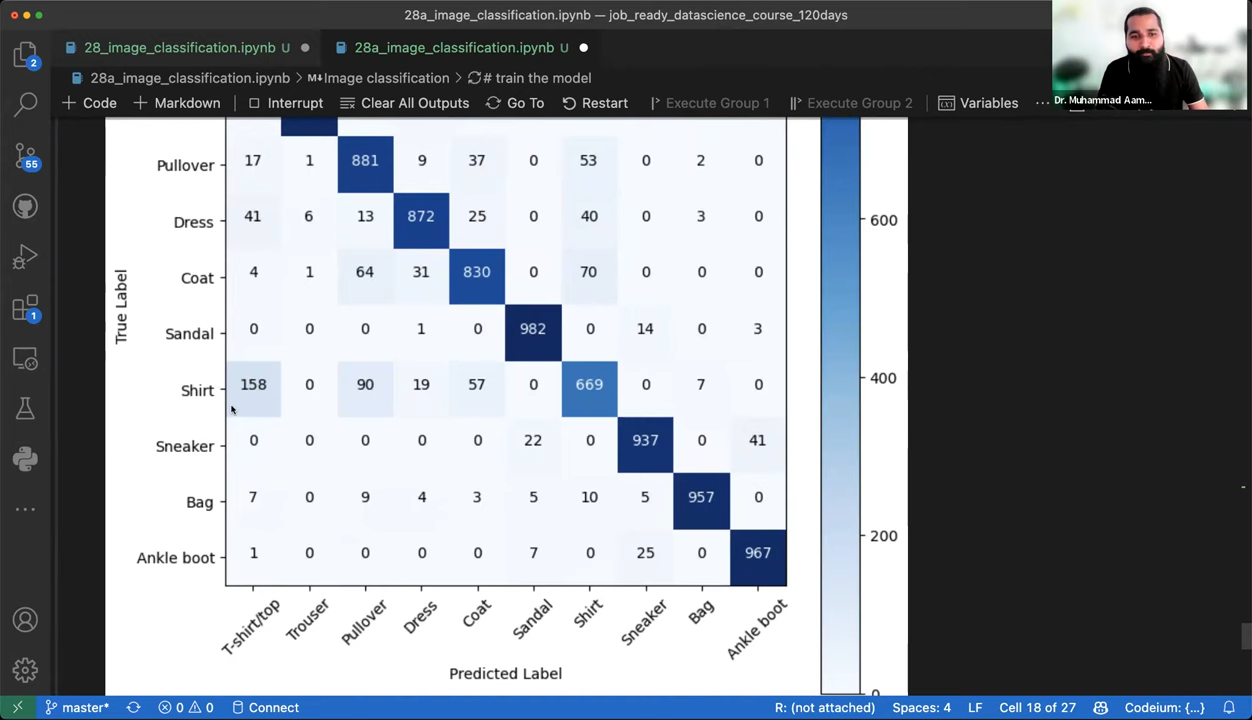 28a_image_classification.ipynb — job_ready_datascience_course_120days
28_image_classification.ipynb U
28a_image_classification.ipynb U
28a_image_classification.ipynb > M↓Image classification > # train the model
+ Code + Markdown Interrupt Clear All Outputs Go To Restart Execute Group 1 Execute Group 2 Variables ...
Dr. Muhammad Aam...
2
55
1
Pullover 17 1 881 9 37 0 53 0 2 0
Dress 41 6 13 872 25 0 40 0 3 0
Coat 4 1 64 31 830 0 70 0 0 0
Sandal 0 0 0 1 0 982 0 14 0 3
Shirt 158 0 90 19 57 0 669 0 7 0
Sneaker 0 0 0 0 0 22 0 937 0 41
Bag 7 0 9 4 3 5 10 5 957 0
Ankle boot 1 0 0 0 0 7 0 25 0 967
True Label
T-shirt/top Trouser Pullover Dress Coat Sandal Shirt Sneaker Bag Ankle boot
Predicted Label
600
400
200
0
master* 0 0 Connect R: (not attached) Spaces: 4 LF Cell 18 of 27 Codeium: {...}